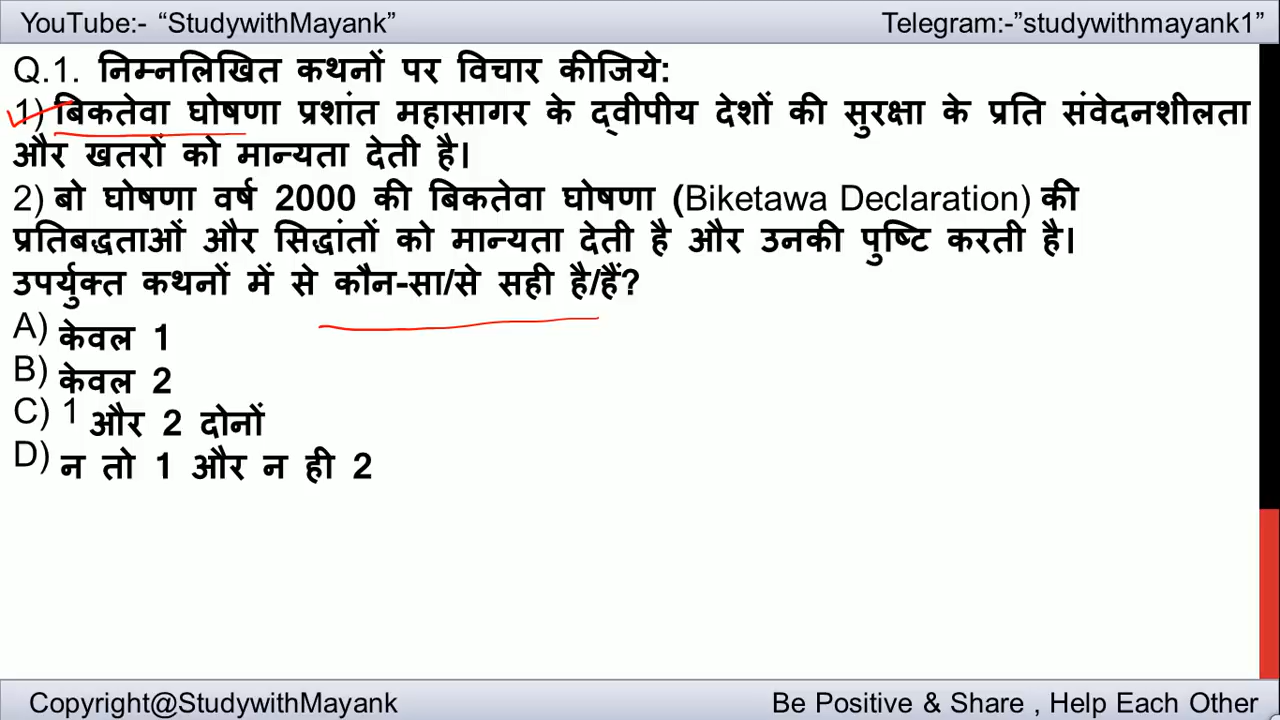 YouTube:- “StudywithMayank” Telegram:-”studywithmayank1”
Q.1. निम्नलिखित कथनों पर विचार कीजिये:
1) बिकतेवा घोषणा प्रशांत महासागर के द्वीपीय देशों की सुरक्षा के प्रति संवेदनशीलता
और खतरों को मान्यता देती है।
2) बो घोषणा वर्ष 2000 की बिकतेवा घोषणा (Biketawa Declaration) की
प्रतिबद्धताओं और सिद्धांतों को मान्यता देती है और उनकी पुष्टि करती है।
उपर्युक्त कथनों में से कौन-सा/से सही है/हैं?
A) केवल 1
B) केवल 2
C) 1 और 2 दोनों
D) न तो 1 और न ही 2
Copyright@StudywithMayank Be Positive & Share , Help Each Other